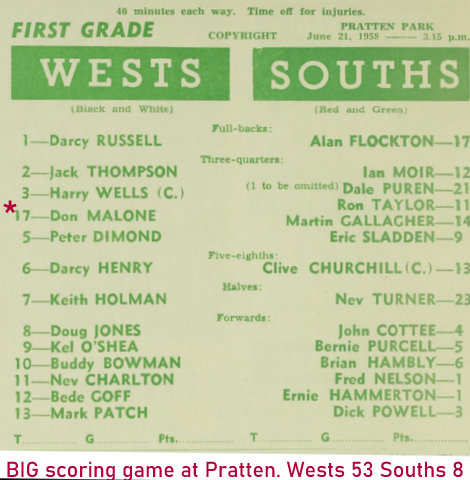 40 minutes each way. Time off for injuries.
FIRST GRADE COPYRIGHT PRATTEN PARK
June 21, 1958 —— 3.15 p.m.
WESTS SOUTHS
(Black and White) (Red and Green)
Full-backs:
1—Darcy RUSSELL Alan FLOCKTON—17
Three-quarters:
2—Jack THOMPSON Ian MOIR—12
3—Harry WELLS (C.) (1 to be omitted) Dale PUREN—21
*17—Don MALONE Ron TAYLOR—11
Martin GALLAGHER—14
5—Peter DIMOND Eric SLADDEN—9
Five-eighths:
6—Darcy HENRY Clive CHURCHILL (C.)—13
Halves:
7—Keith HOLMAN Nev TURNER—23
Forwards:
8—Doug JONES John COTTEE—4
9—Kel O'SHEA Bernie PURCELL—5
10—Buddy BOWMAN Brian HAMBLY—6
11—Nev CHARLTON Fred NELSON—1
12—Bede GOFF Ernie HAMMERTON—1
13—Mark PATCH Dick POWELL—3
T............ G............ Pts............ T............ G............ Pts............
BIG scoring game at Pratten. Wests 53 Souths 8